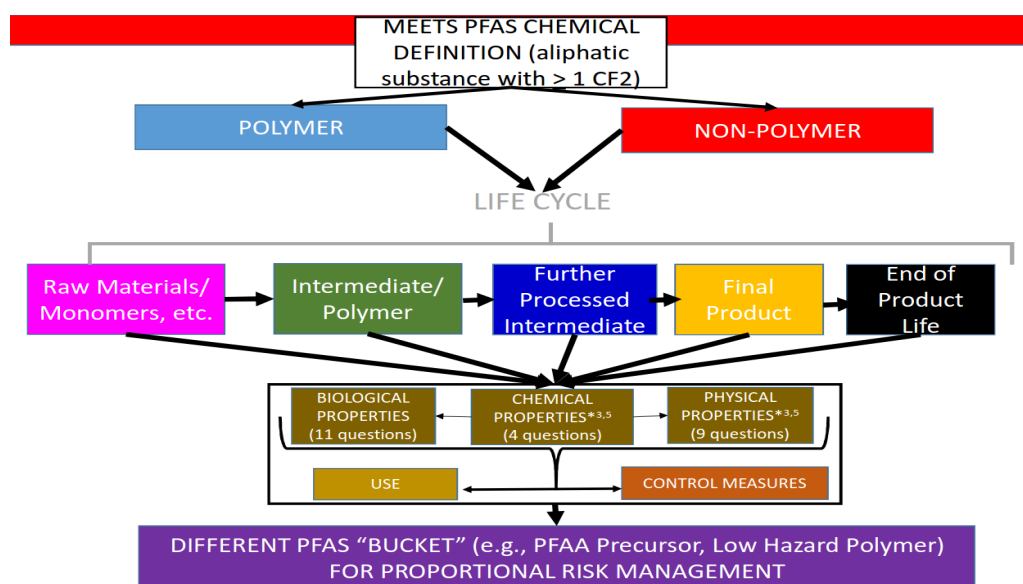 MEETS PFAS CHEMICAL
DEFINITION (aliphatic
substance with > 1 CF2)
POLYMER
NON-POLYMER
LIFE CYCLE
Raw Materials/
Monomers, etc.
Intermediate/
Polymer
Further
Processed
Intermediate
Final
Product
End of
Product
Life
BIOLOGICAL
PROPERTIES
(11 questions)
CHEMICAL
PROPERTIES*3,5
(4 questions)
PHYSICAL
PROPERTIES*3,5
(9 questions)
USE
CONTROL MEASURES
DIFFERENT PFAS “BUCKET” (e.g., PFAA Precursor, Low Hazard Polymer)
FOR PROPORTIONAL RISK MANAGEMENT